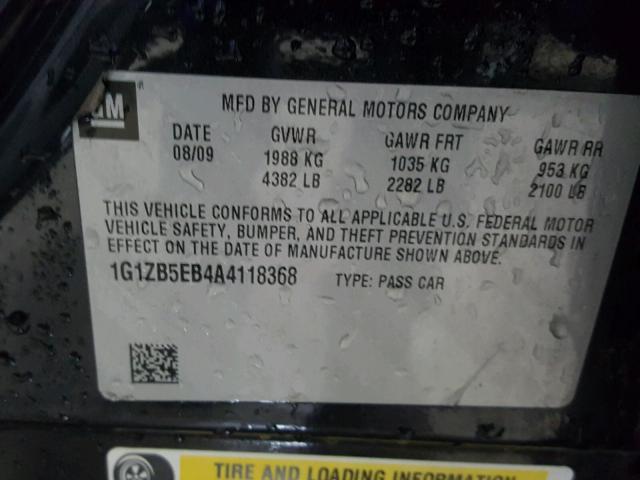 GM
MFD BY GENERAL MOTORS COMPANY
DATE GVWR GAWR FRT GAWR RR
08/09 1988 KG 1035 KG 953 KG
4382 LB 2282 LB 2100 LB
THIS VEHICLE CONFORMS TO ALL APPLICABLE U.S. FEDERAL MOTOR
VEHICLE SAFETY, BUMPER, AND THEFT PREVENTION STANDARDS IN
EFFECT ON THE DATE OF MANUFACTURE SHOWN ABOVE.
1G1ZB5EB4A4118368 TYPE: PASS CAR
TIRE AND LOADING INFORMATION